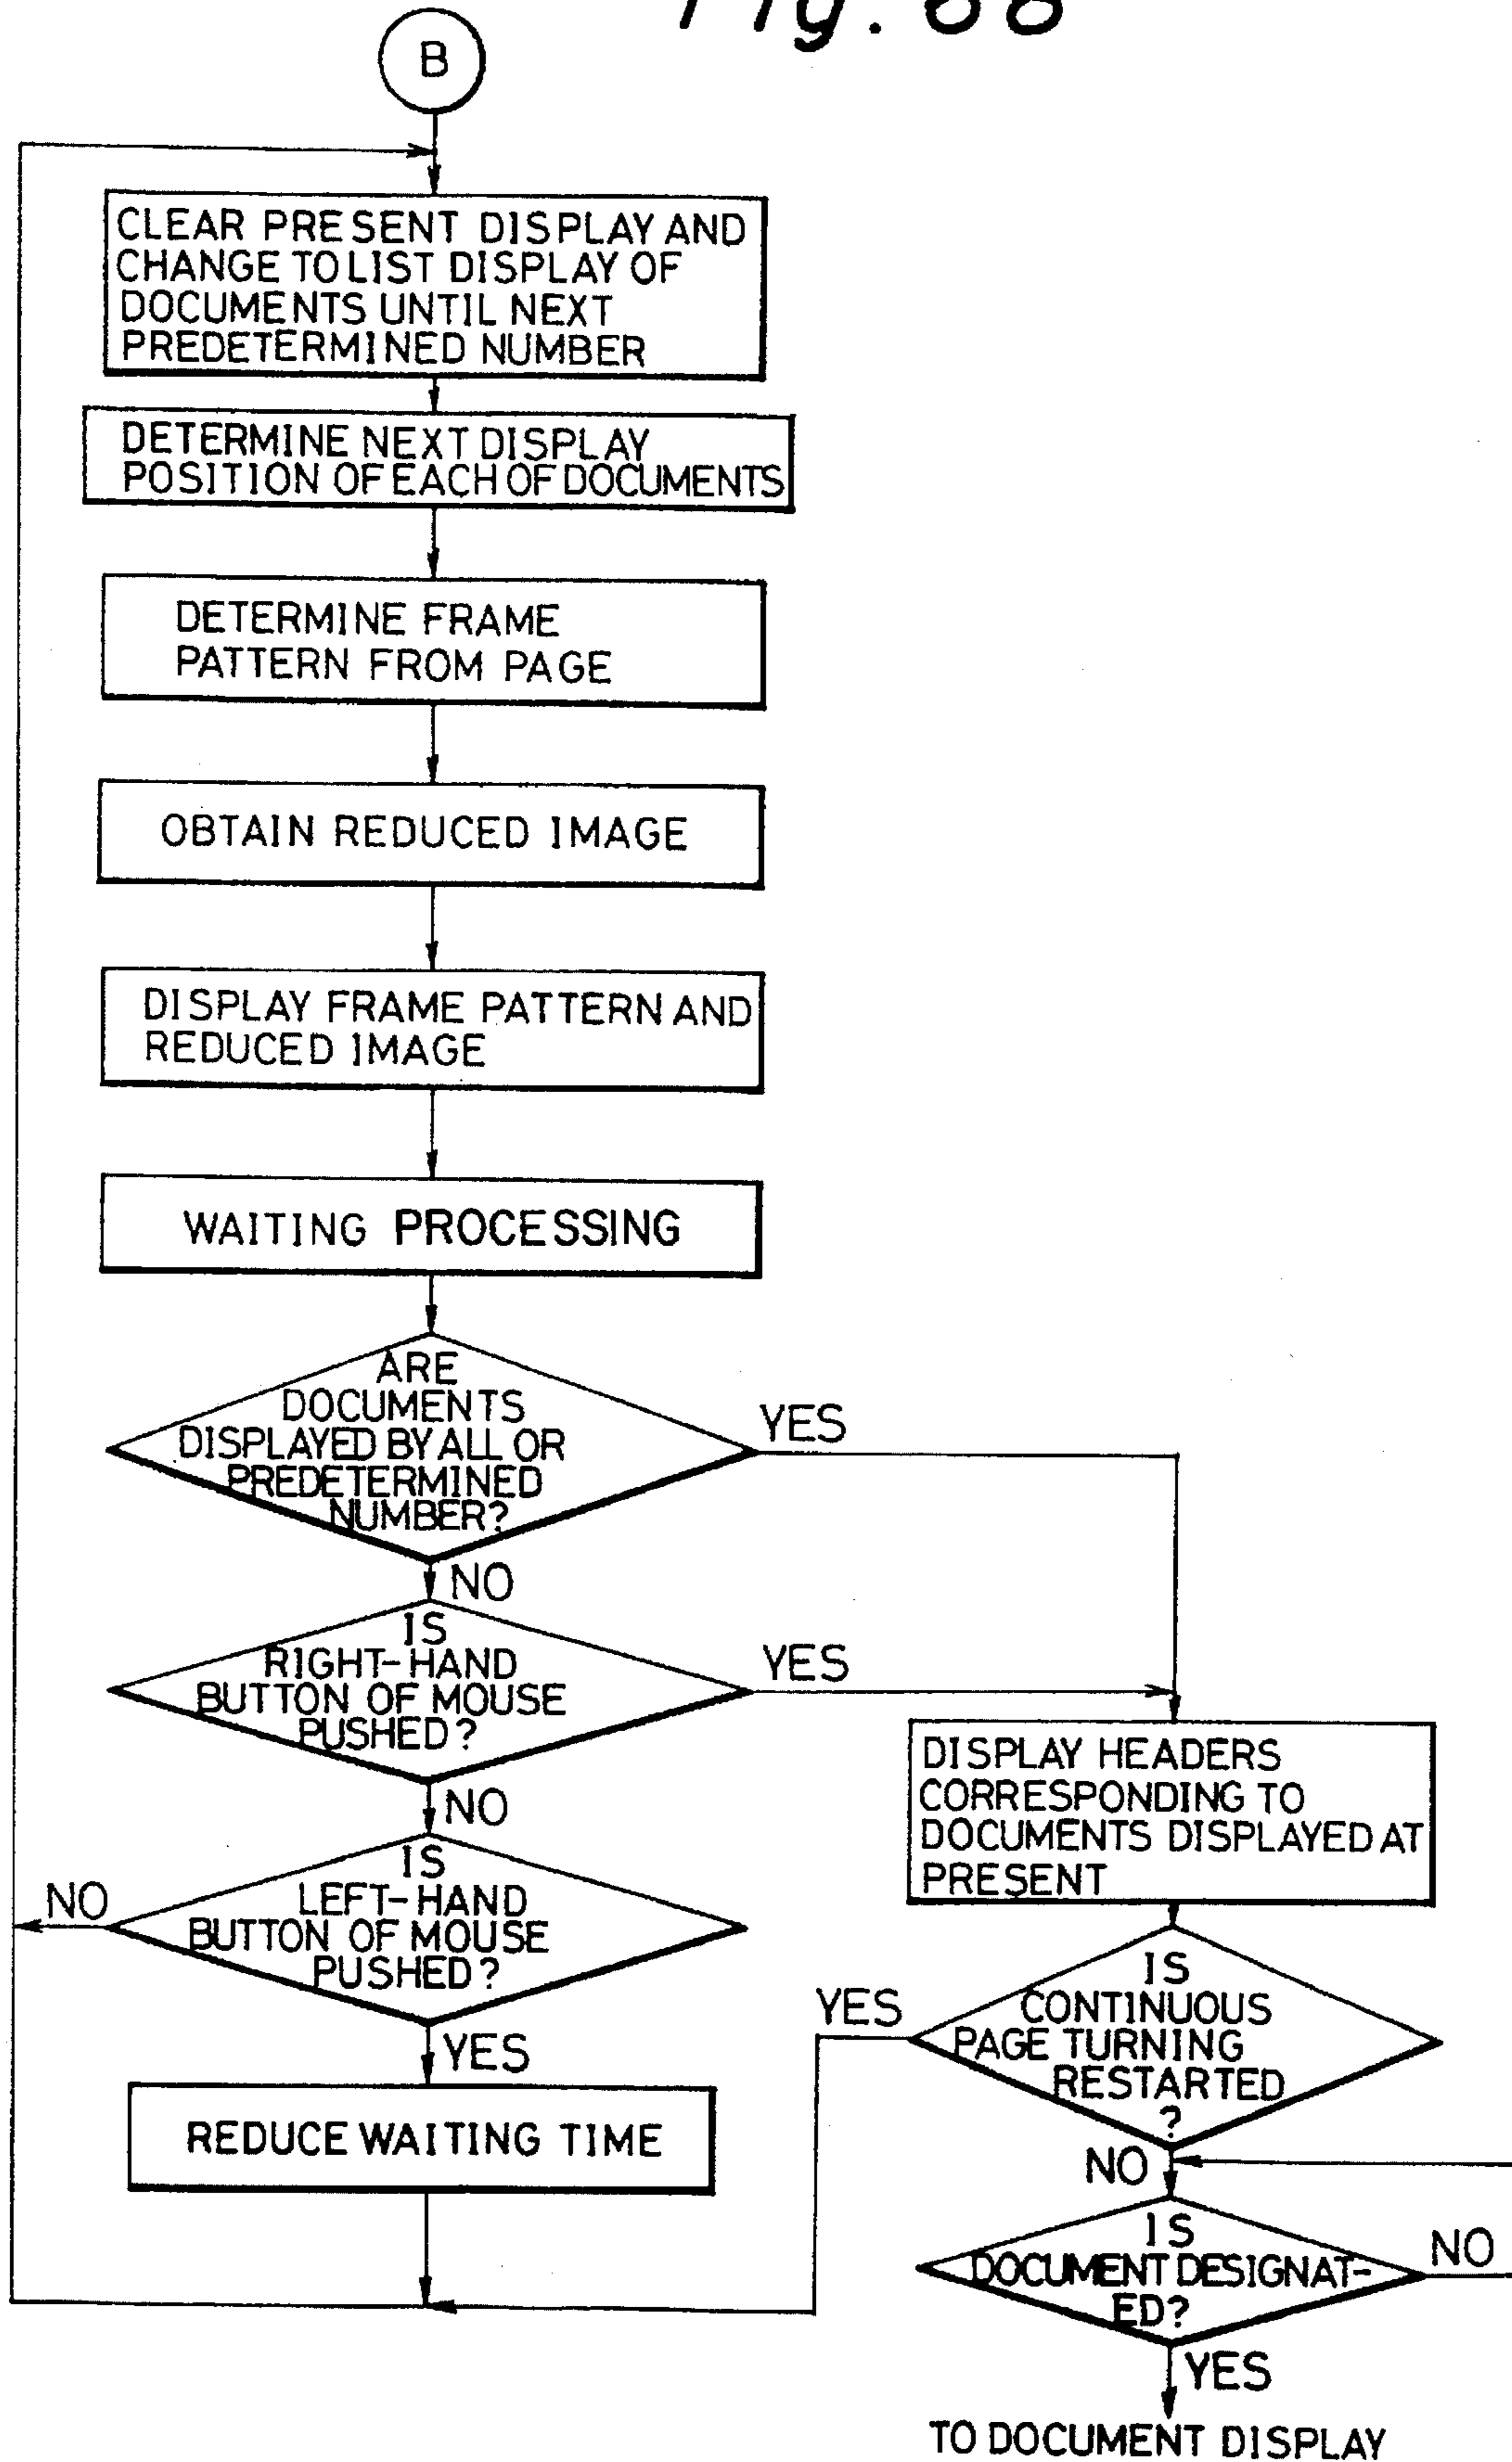 B
CLEAR PRESENT DISPLAY AND
CHANGE TO LIST DISPLAY OF
DOCUMENTS UNTIL NEXT
PREDETERMINED NUMBER
DETERMINE NEXT DISPLAY
POSITION OF EACH OF DOCUMENTS
DETERMINE FRAME
PATTERN FROM PAGE
OBTAIN REDUCED IMAGE
DISPLAY FRAME PATTERN AND
REDUCED IMAGE
WAITING PROCESSING
ARE
DOCUMENTS
DISPLAYED BY ALL OR
PREDETERMINED
NUMBER?
YES
NO
IS
RIGHT-HAND
BUTTON OF MOUSE
PUSHED?
YES
NO
IS
LEFT-HAND
BUTTON OF MOUSE
PUSHED?
NO
YES
REDUCE WAITING TIME
DISPLAY HEADERS
CORRESPONDING TO
DOCUMENTS DISPLAYED AT
PRESENT
IS
CONTINUOUS
PAGE TURNING
RESTARTED
?
YES
NO
IS
DOCUMENT DESIGNAT-
ED?
NO
YES
TO DOCUMENT DISPLAY